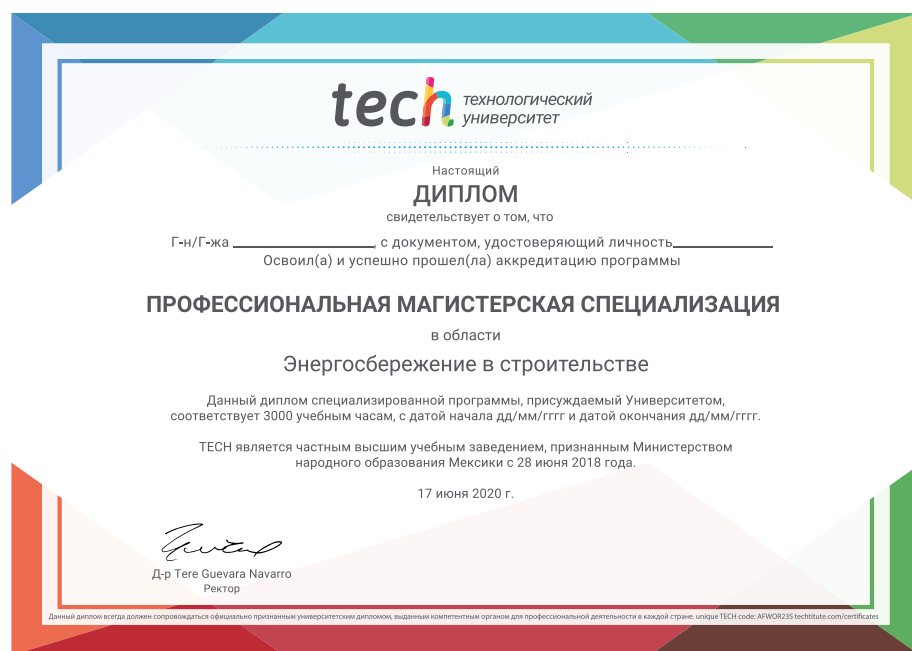 tech технологический
университет
Настоящий
ДИПЛОМ
свидетельствует о том, что
Г-н/Г-жа ____________, с документом, удостоверяющий личность____________
Освоил(а) и успешно прошел(ла) аккредитацию программы
ПРОФЕССИОНАЛЬНАЯ МАГИСТЕРСКАЯ СПЕЦИАЛИЗАЦИЯ
в области
Энергосбережение в строительстве
Данный диплом специализированной программы, присуждаемый Университетом,
соответствует 3000 учебным часам, с датой начала дд/мм/гггг и датой окончания дд/мм/гггг.
TECH является частным высшим учебным заведением, признанным Министерством
народного образования Мексики с 28 июня 2018 года.
17 июня 2020 г.
Д-р Tere Guevara Navarro
Ректор
Данный диплом всегда должен сопровождаться официально признанным университетским дипломом, выданным компетентным органом для профессиональной деятельности в каждой стране. unique TECH code: AFWOR23S techtitute.com/certificates